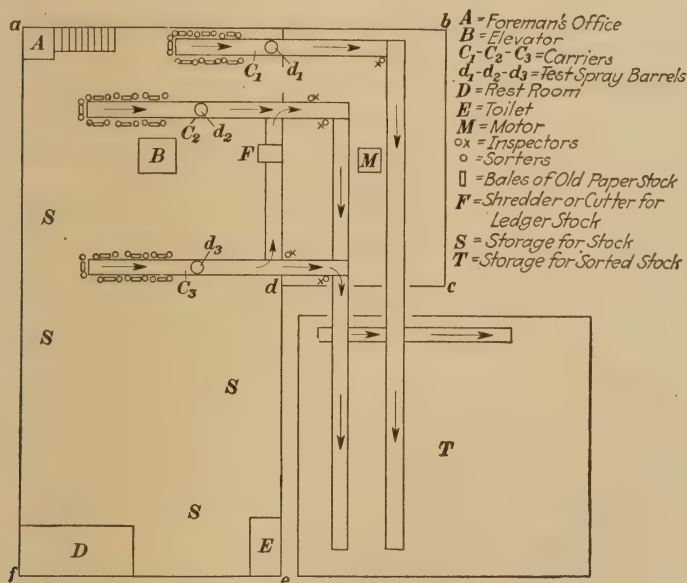 a
b
A
A = Foreman's Office
B = Elevator
C₁-C₂-C₃ = Carriers
d₁-d₂-d₃ = Test Spray Barrels
D = Rest Room
E = Toilet
M = Motor
o× = Inspectors
o = Sorters
▯ = Bales of Old Paper Stock
F = Shredder or Cutter for
Ledger Stock
S = Storage for Stock
T = Storage for Sorted Stock
C₁ d₁
C₂ d₂
B F M
S
d₃
C₃ d c
S
S
T
S
D E
f e